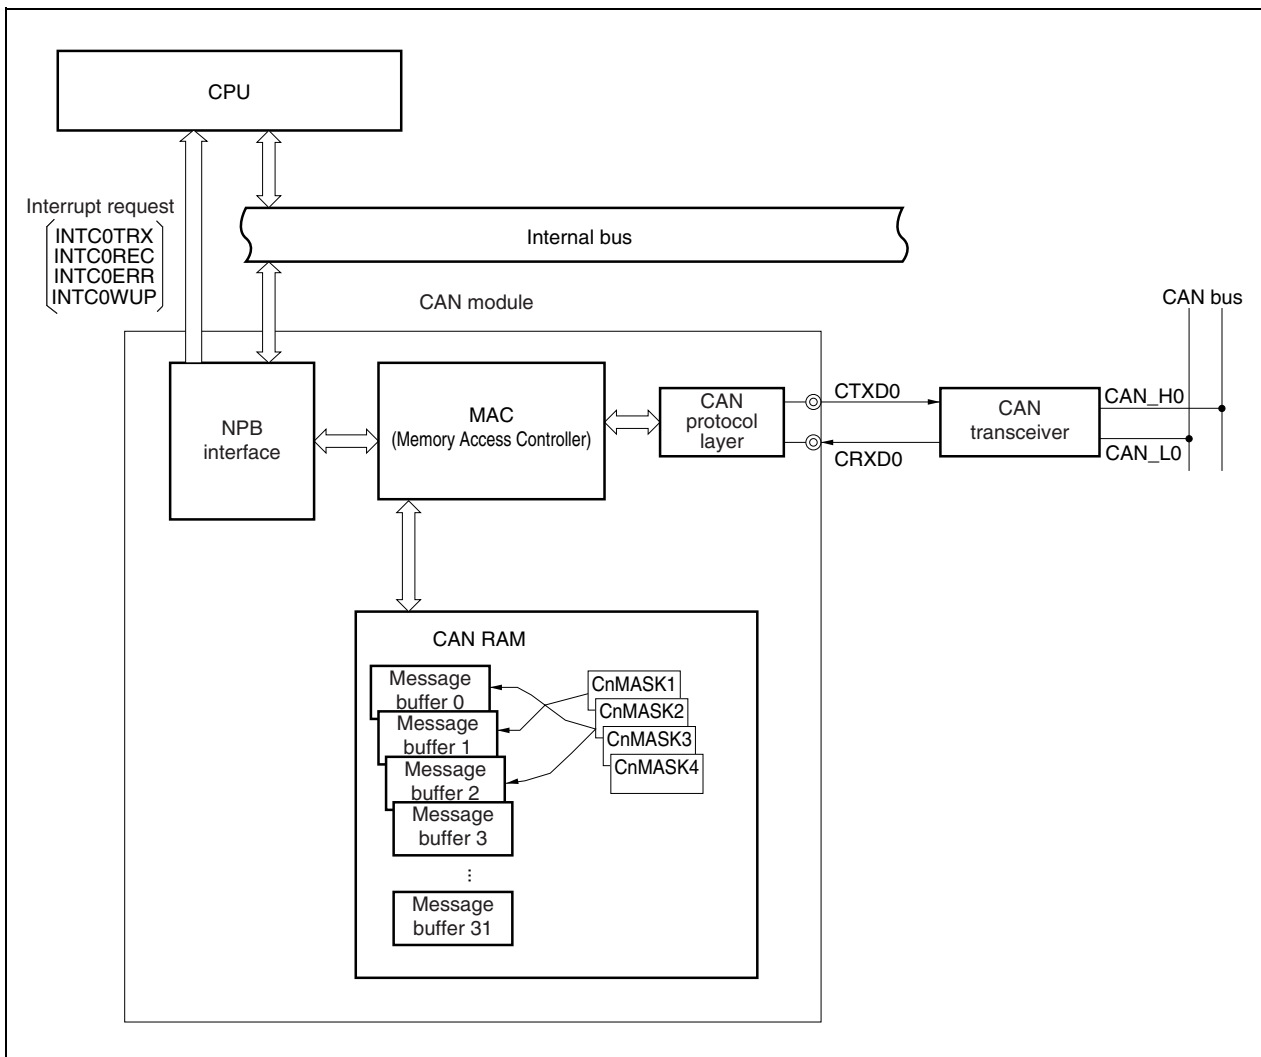 CPU
Interrupt request
INTC0TRX
INTC0REC
INTC0ERR
INTC0WUP
Internal bus
CAN module
CAN bus
NPB
interface
MAC
(Memory Access Controller)
CAN
protocol
layer
CTXD0
CRXD0
CAN
transceiver
CAN_H0
CAN_L0
CAN RAM
Message
buffer 0
Message
buffer 1
Message
buffer 2
Message
buffer 3
...
Message
buffer 31
CnMASK1
CnMASK2
CnMASK3
CnMASK4